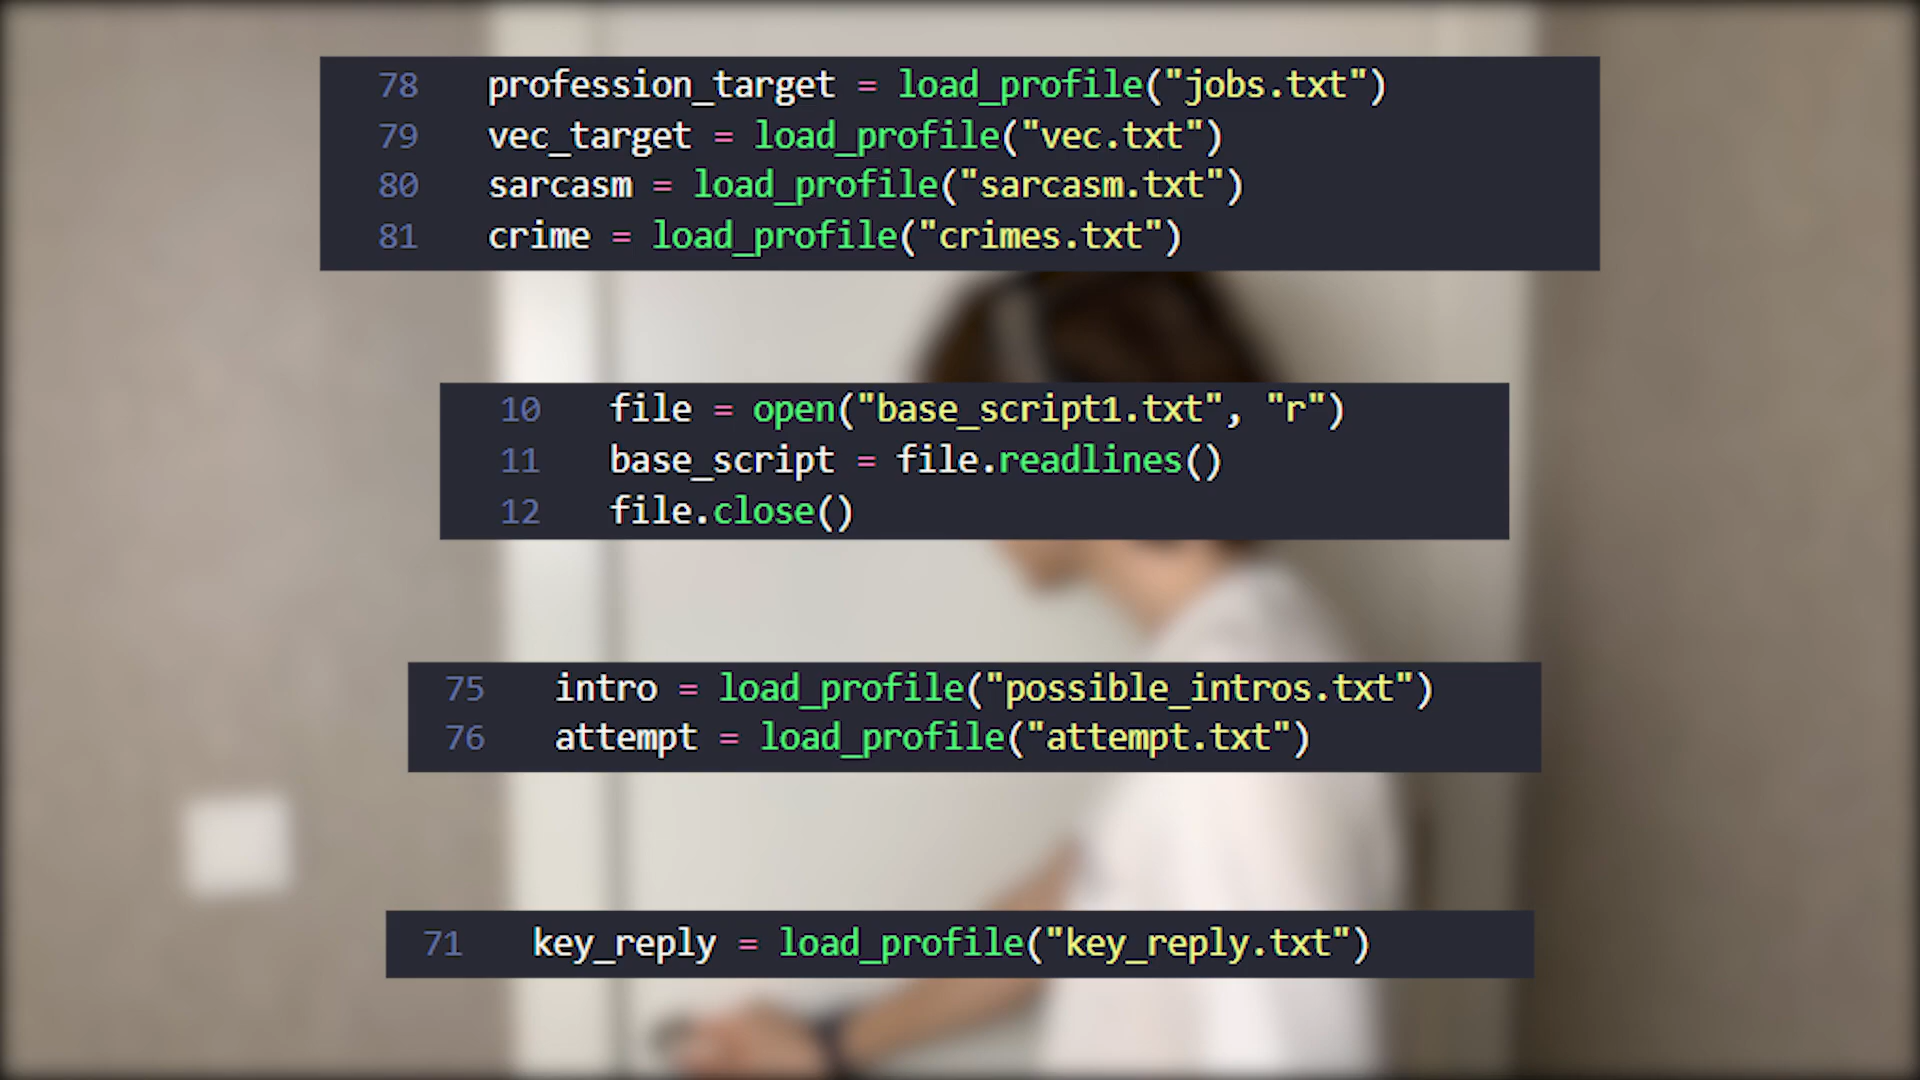 78 profession_target = load_profile("jobs.txt")
79 vec_target = load_profile("vec.txt")
80 sarcasm = load_profile("sarcasm.txt")
81 crime = load_profile("crimes.txt")
10 file = open("base_script1.txt", "r")
11 base_script = file.readlines()
12 file.close()
75 intro = load_profile("possible_intros.txt")
76 attempt = load_profile("attempt.txt")
71 key_reply = load_profile("key_reply.txt")